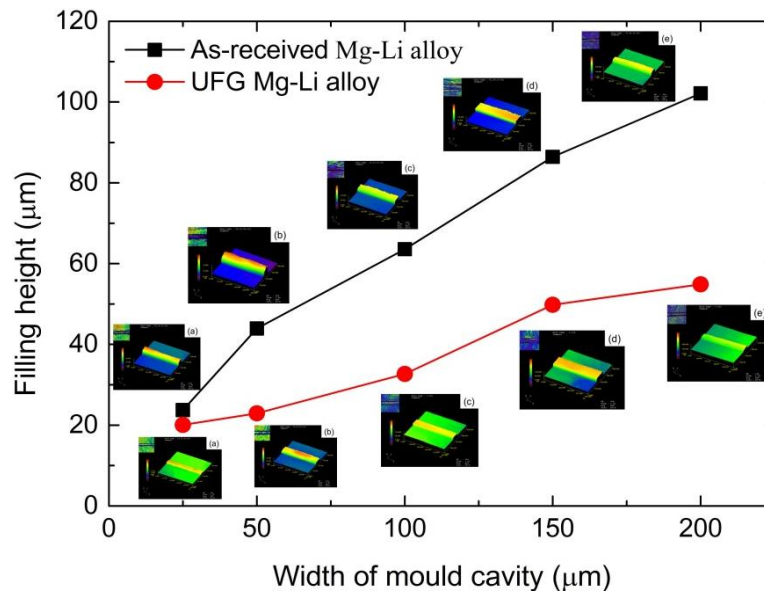 120
100
80
60
40
20
0
Filling height (μm)
As-received Mg-Li alloy
UFG Mg-Li alloy
(e)
(d)
(c)
(b)
(a)
(e)
(d)
(c)
(b)
(a)
0
50
100
150
200
Width of mould cavity (μm)